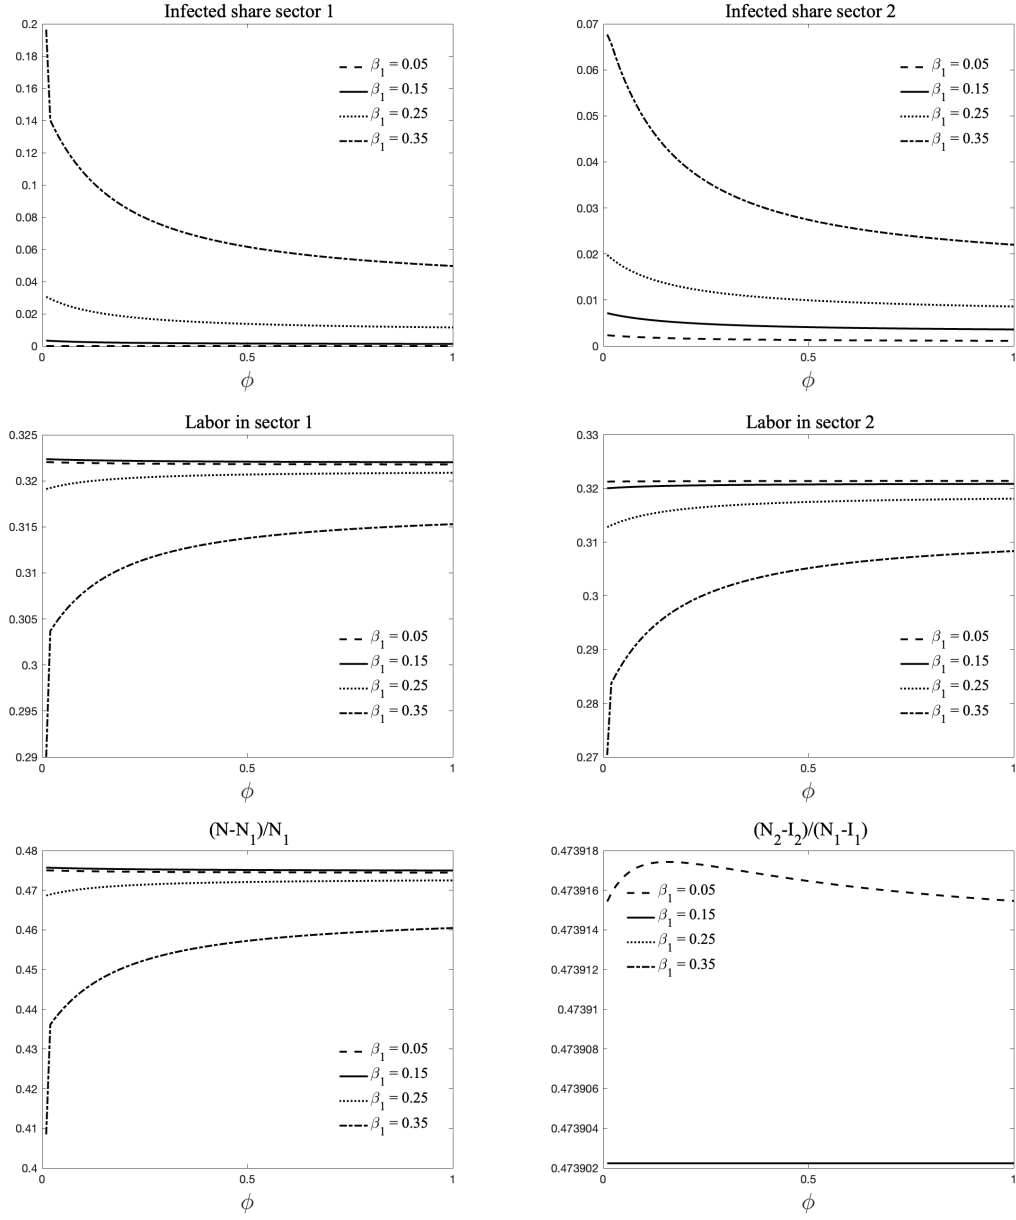 Infected share sector 1
0.2
0.18
0.16
0.14
0.12
0.1
0.08
0.06
0.04
0.02
0
β1 = 0.05
β1 = 0.15
β1 = 0.25
β1 = 0.35
0 0.5 1
ϕ
Infected share sector 2
0.07
0.06
0.05
0.04
0.03
0.02
0.01
0
β1 = 0.05
β1 = 0.15
β1 = 0.25
β1 = 0.35
0 0.5 1
ϕ
Labor in sector 1
0.325
0.32
0.315
0.31
0.305
0.3
0.295
0.29
β1 = 0.05
β1 = 0.15
β1 = 0.25
β1 = 0.35
0 0.5 1
ϕ
Labor in sector 2
0.33
0.32
0.31
0.3
0.29
0.28
0.27
β1 = 0.05
β1 = 0.15
β1 = 0.25
β1 = 0.35
0 0.5 1
ϕ
(N-N1)/N1
0.48
0.47
0.46
0.45
0.44
0.43
0.42
0.41
0.4
β1 = 0.05
β1 = 0.15
β1 = 0.25
β1 = 0.35
0 0.5 1
ϕ
(N2-I2)/(N1-I1)
0.473918
0.473916
0.473914
0.473912
0.47391
0.473908
0.473906
0.473904
0.473902
β1 = 0.05
β1 = 0.15
β1 = 0.25
β1 = 0.35
0 0.5 1
ϕ